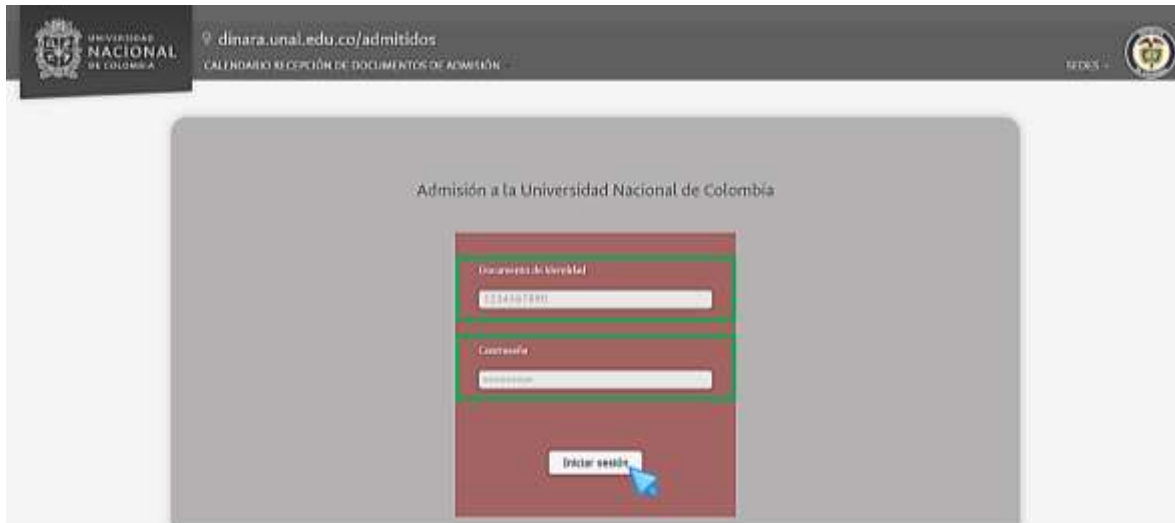 UNIVERSIDAD
NACIONAL
DE COLOMBIA
dinara.unal.edu.co/admitidos
CALENDARIO RECEPCIÓN DE DOCUMENTOS DE ADMISIÓN
SEDES
Admisión a la Universidad Nacional de Colombia
Documento de Identidad
1234567890
Contraseña
Iniciar sesión